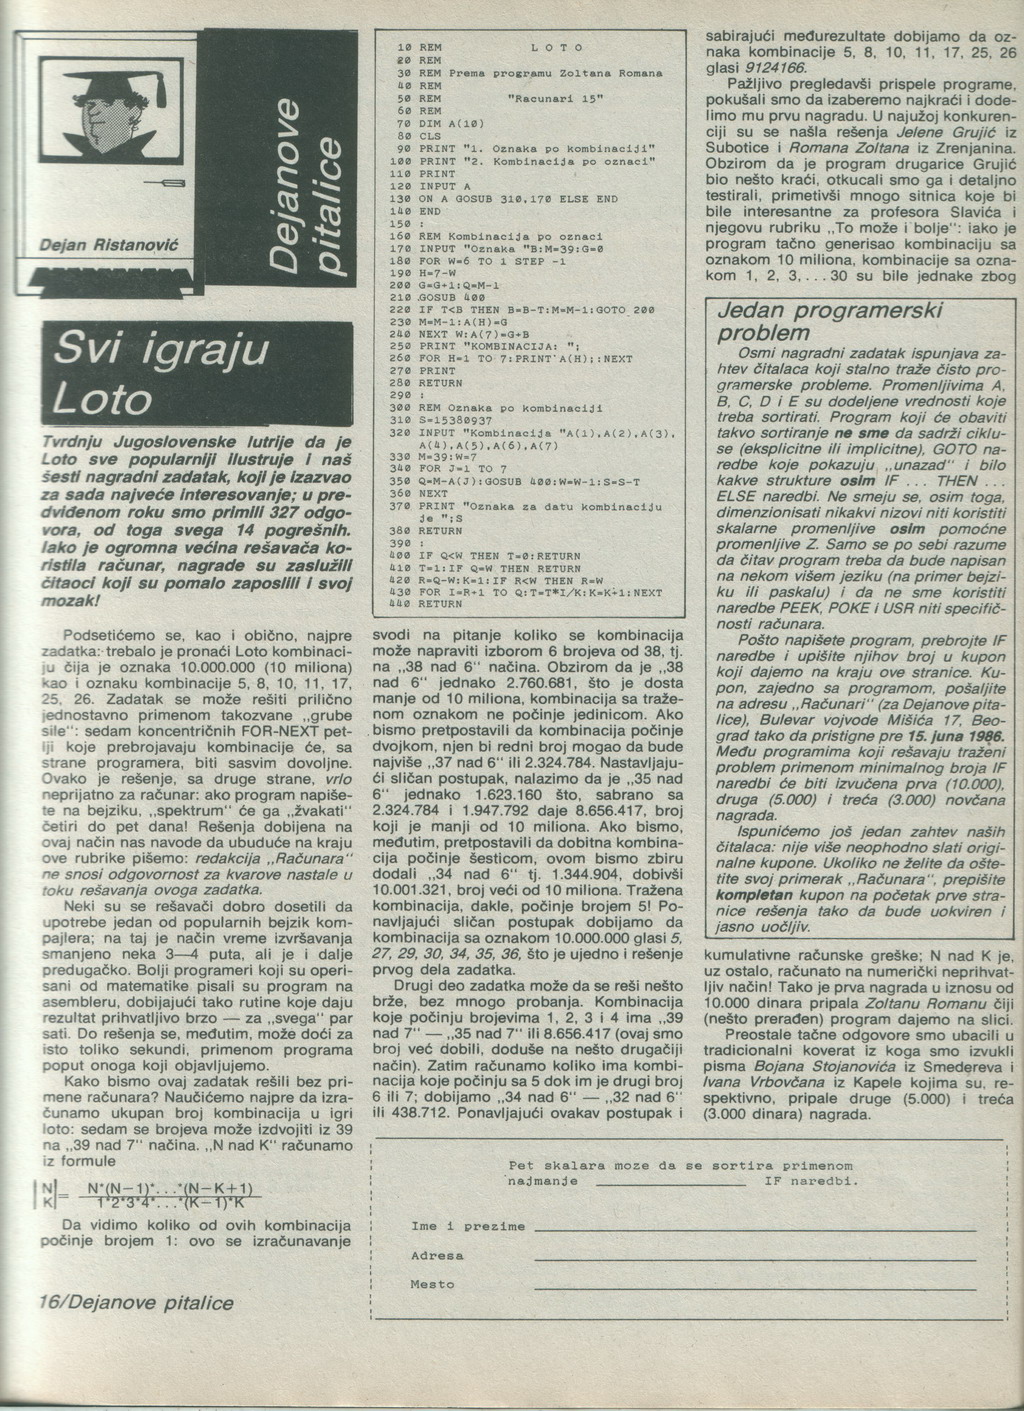 Dejan Ristanović
Dejanove
pitalice
Svi igraju
Loto
Tvrdnju Jugoslovenske lutrije da je
Loto sve popularniji ilustruje i naš
šesti nagradni zadatak, koji je izazvao
za sada najveće interesovanje; u pre-
dviđenom roku smo primili 327 odgo-
vora, od toga svega 14 pogrešnih.
Iako je ogromna većina rešavača ko-
ristila računar, nagrade su zaslužili
čitaoci koji su pomalo zaposlili i svoj
mozak!
Podsetićemo se, kao i obično, najpre
zadatka: trebalo je pronaći Loto kombinaci-
ju čija je oznaka 10.000.000 (10 miliona)
kao i oznaku kombinacije 5, 8, 10, 11, 17,
25, 26. Zadatak se može rešiti prilično
jednostavno primenom takozvane „grube
sile": sedam koncentričnih FOR-NEXT pet-
lji koje prebrojavaju kombinacije će, sa
strane programera, biti sasvim dovoljne.
Ovako je rešenje, sa druge strane, vrlo
neprijatno za računar: ako program napiše-
te na bejziku, „spektrum" će ga „žvakati"
četiri do pet dana! Rešenja dobijena na
ovaj način nas navode da ubuduće na kraju
ove rubrike pišemo: redakcija „Računara"
ne snosi odgovornost za kvarove nastale u
toku rešavanja ovoga zadatka.
Neki su se rešavači dobro dosetili da
upotrebe jedan od popularnih bejzik kom-
pajlera; na taj je način vreme izvršavanja
smanjeno neka 3—4 puta, ali je i dalje
predugačko. Bolji programeri koji su operi-
sani od matematike pisali su program na
asembleru, dobijajući tako rutine koje daju
rezultat prihvatljivo brzo — za „svega" par
sati. Do rešenja se, međutim, može doći za
isto toliko sekundi, primenom programa
poput onoga koji objavljujemo.
Kako bismo ovaj zadatak rešili bez pri-
mene računara? Naučićemo najpre da izra-
čunamo ukupan broj kombinacija u igri
loto: sedam se brojeva može izdvojiti iz 39
na „39 nad 7" načina. „N nad K" računamo
iz formule
|N| = N*(N—1)*...*(N—K+1)
|K| 1*2*3*4*...*(K—1)*K
Da vidimo koliko od ovih kombinacija
počinje brojem 1: ovo se izračunavanje
16/Dejanove pitalice
10 REM L O T O
20 REM
30 REM Prema programu Zoltana Romana
40 REM
50 REM "Racunari 15"
60 REM
70 DIM A(10)
80 CLS
90 PRINT "1. Oznaka po kombinaciji"
100 PRINT "2. Kombinacija po oznaci"
110 PRINT
120 INPUT A
130 ON A GOSUB 310,170 ELSE END
140 END
150 :
160 REM Kombinacija po oznaci
170 INPUT "Oznaka "B:M=39:G=0
180 FOR W=6 TO 1 STEP -1
190 H=7-W
200 G=G+1:Q=M-1
210 GOSUB 400
220 IF T<B THEN B=B-T:M=M-1:GOTO 200
230 M=M-1:A(H)=G
240 NEXT W:A(7)=G+B
250 PRINT "KOMBINACIJA: ";
260 FOR H=1 TO 7:PRINT'A(H);:NEXT
270 PRINT
280 RETURN
290 :
300 REM Oznaka po kombinaciji
310 S=15380937
320 INPUT "Kombinacija "A(1),A(2),A(3),
A(4),A(5),A(6),A(7)
330 M=39:W=7
340 FOR J=1 TO 7
350 Q=M-A(J):GOSUB 400:W=W-1:S=S-T
360 NEXT
370 PRINT "Oznaka za datu kombinaciju
je ";S
380 RETURN
390 :
400 IF Q<W THEN T=0:RETURN
410 T=1:IF Q=W THEN RETURN
420 R=Q-W:K=1:IF R<W THEN R=W
430 FOR I=R+1 TO Q:T=T*I/K:K=K+1:NEXT
440 RETURN
svodi na pitanje koliko se kombinacija
može napraviti izborom 6 brojeva od 38, tj.
na „38 nad 6" načina. Obzirom da je „38
nad 6" jednako 2.760.681, što je dosta
manje od 10 miliona, kombinacija sa traže-
nom oznakom ne počinje jedinicom. Ako
bismo pretpostavili da kombinacija počinje
dvojkom, njen bi redni broj mogao da bude
najviše „37 nad 6" ili 2.324.784. Nastavljaju-
ći sličan postupak, nalazimo da je „35 nad
6" jednako 1.623.160 što, sabrano sa
2.324.784 i 1.947.792 daje 8.656.417, broj
koji je manji od 10 miliona. Ako bismo,
međutim, pretpostavili da dobitna kombina-
cija počinje šesticom, ovom bismo zbiru
dodali „34 nad 6" tj. 1.344.904, dobivši
10.001.321, broj veći od 10 miliona. Tražena
kombinacija, dakle, počinje brojem 5! Po-
navljajući sličan postupak dobijamo da
kombinacija sa oznakom 10.000.000 glasi 5,
27, 29, 30, 34, 35, 36, što je ujedno i rešenje
prvog dela zadatka.
Drugi deo zadatka može da se reši nešto
brže, bez mnogo probanja. Kombinacija
koje počinju brojevima 1, 2, 3 i 4 ima „39
nad 7" — „35 nad 7" ili 8.656.417 (ovaj smo
broj već dobili, doduše na nešto drugačiji
način). Zatim računamo koliko ima kombi-
nacija koje počinju sa 5 dok im je drugi broj
6 ili 7; dobijamo „34 nad 6" — „32 nad 6"
ili 438.712. Ponavljajući ovakav postupak i
sabirajući međurezultate dobijamo da oz-
naka kombinacije 5, 8, 10, 11, 17, 25, 26
glasi 9124166.
Pažljivo pregledavši prispele programe,
pokušali smo da izaberemo najkraći i dode-
limo mu prvu nagradu. U najužoj konkuren-
ciji su se našla rešenja Jelene Grujić iz
Subotice i Romana Zoltana iz Zrenjanina.
Obzirom da je program drugarice Grujić
bio nešto kraći, otkucali smo ga i detaljno
testirali, primetivši mnogo sitnica koje bi
bile interesantne za profesora Slavića i
njegovu rubriku „To može i bolje": iako je
program tačno generisao kombinaciju sa
oznakom 10 miliona, kombinacije sa ozna-
kom 1, 2, 3,... 30 su bile jednake zbog
Jedan programerski
problem
Osmi nagradni zadatak ispunjava za-
htev čitalaca koji stalno traže čisto pro-
gramerske probleme. Promenljivima A,
B, C, D i E su dodeljene vrednosti koje
treba sortirati. Program koji će obaviti
takvo sortiranje ne sme da sadrži ciklu-
se (eksplicitne ili implicitne), GOTO na-
redbe koje pokazuju „unazad" i bilo
kakve strukture osim IF ... THEN ...
ELSE naredbi. Ne smeju se, osim toga,
dimenzionisati nikakvi nizovi niti koristiti
skalarne promenljive osim pomoćne
promenljive Z. Samo se po sebi razume
da čitav program treba da bude napisan
na nekom višem jeziku (na primer bejzi-
ku ili paskalu) i da ne sme koristiti
naredbe PEEK, POKE i USR niti specifič-
nosti računara.
Pošto napišete program, prebrojte IF
naredbe i upišite njihov broj u kupon
koji dajemo na kraju ove stranice. Ku-
pon, zajedno sa programom, pošaljite
na adresu „Računari" (za Dejanove pita-
lice), Bulevar vojvode Mišića 17, Beo-
grad tako da pristigne pre 15. juna 1986.
Među programima koji rešavaju traženi
problem primenom minimalnog broja IF
naredbi će biti izvučena prva (10.000),
druga (5.000) i treća (3.000) novčana
nagrada.
Ispunićemo još jedan zahtev naših
čitalaca: nije više neophodno slati origi-
nalne kupone. Ukoliko ne želite da ošte-
tite svoj primerak „Računara", prepišite
kompletan kupon na početak prve stra-
nice rešenja tako da bude uokviren i
jasno uočljiv.
kumulativne računske greške; N nad K je,
uz ostalo, računato na numerički neprihvat-
ljiv način! Tako je prva nagrada u iznosu od
10.000 dinara pripala Zoltanu Romanu čiji
(nešto prerađen) program dajemo na slici.
Preostale tačne odgovore smo ubacili u
tradicionalni koverat iz koga smo izvukli
pisma Bojana Stojanovića iz Smedereva i
Ivana Vrbovčana iz Kapele kojima su, re-
spektivno, pripale druge (5.000) i treća
(3.000 dinara) nagrada.
Pet skalara moze da se sortira primenom
najmanje ____ IF naredbi.
Ime i prezime
Adresa
Mesto